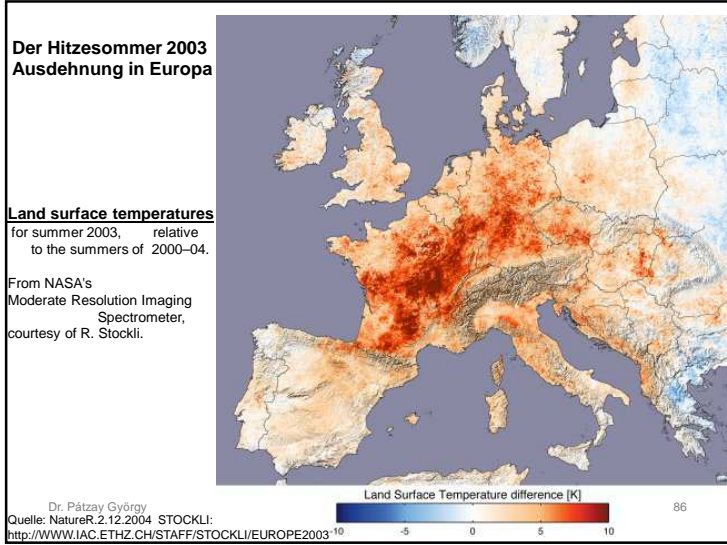 Der Hitzesommer 2003
Ausdehnung in Europa
Land surface temperatures
for summer 2003, relative
to the summers of 2000–04.
From NASA's
Moderate Resolution Imaging
Spectrometer,
courtesy of R. Stockli.
Land Surface Temperature difference [K]
-10 -5 0 5 10
Dr. Pátzay György
86
Quelle: NatureR.2.12.2004 STOCKLI:
http://WWW.IAC.ETHZ.CH/STAFF/STOCKLI/EUROPE2003